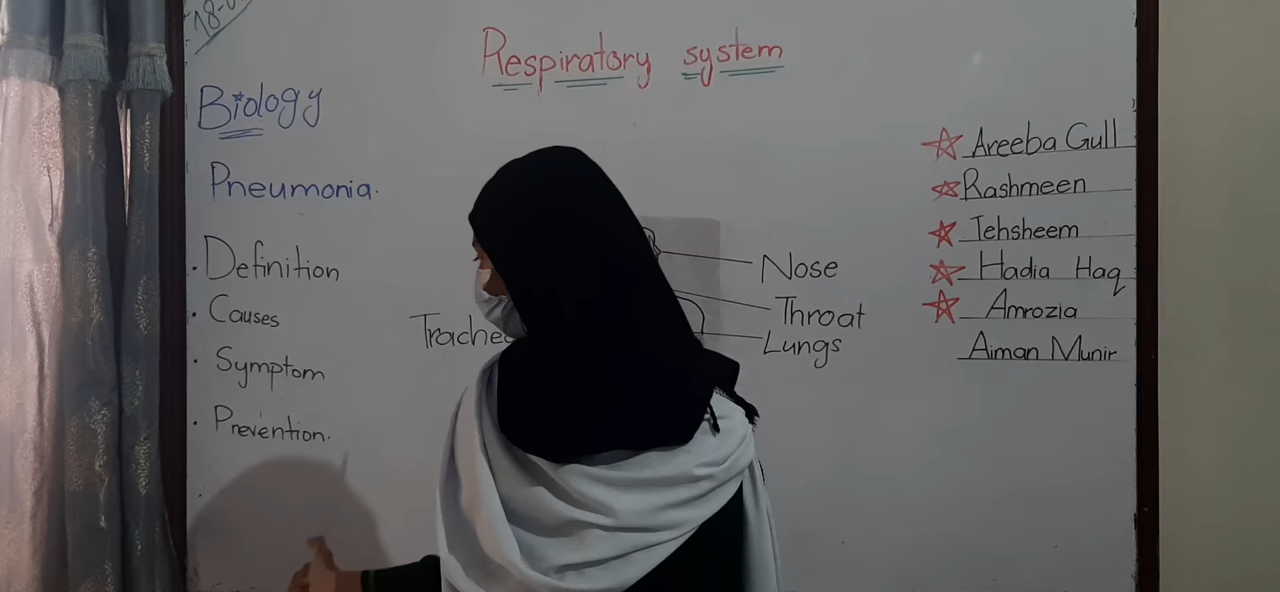 Respiratory system
Biology
Pneumonia.
. Definition
. Causes
. Symptom
. Prevention.
Nose
Throat
Lungs
Areeba Gull
Rashmeen
Tehsheem
Hadia Haq
Amrozia
Aiman Munir